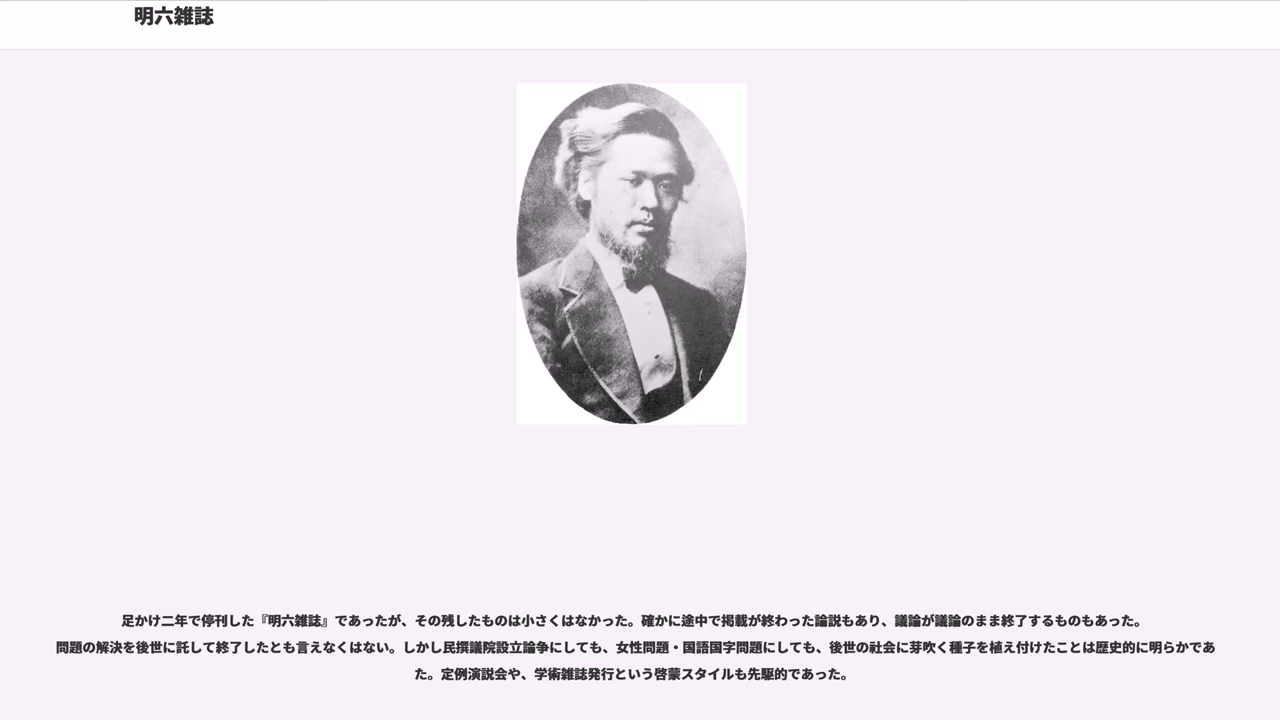 明六雑誌
足かけ二年で停刊した『明六雑誌』であったが、その残したものは小さくはなかった。確かに途中で掲載が終わった論説もあり、議論が議論のまま終了するものもあった。
問題の解決を後世に託して終了したとも言えなくはない。しかし民撰議院設立論争にしても、女性問題・国語国字問題にしても、後世の社会に芽吹く種子を植え付けたことは歴史的に明らかであ
た。定例演説会や、学術雑誌発行という啓蒙スタイルも先駆的であった。